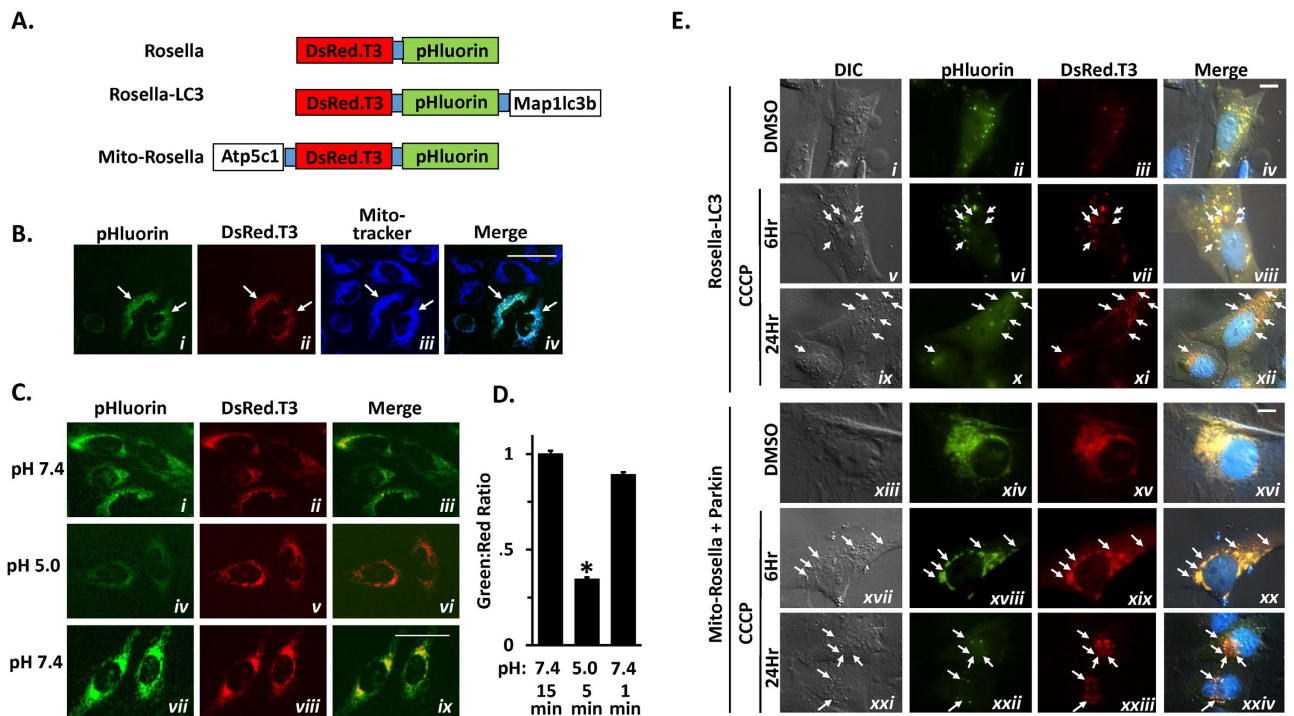 A.
Rosella
DsRed.T3 pHluorin
Rosella-LC3
DsRed.T3 pHluorin Map1lc3b
Mito-Rosella
Atp5c1 DsRed.T3 pHluorin
B.
pHluorin DsRed.T3 Mito-tracker Merge
i ii iii iv
C.
pHluorin DsRed.T3 Merge
pH 7.4
i ii iii
pH 5.0
iv v vi
pH 7.4
vii viii ix
D.
Green:Red Ratio
1
.5
0
*
pH: 7.4 5.0 7.4
15 5 1
min min min
E.
DIC pHluorin DsRed.T3 Merge
Rosella-LC3
DMSO
i ii iii iv
CCCP
6Hr
v vi vii viii
24Hr
ix x xi xii
Mito-Rosella + Parkin
DMSO
xiii xiv xv xvi
CCCP
6Hr
xvii xviii xix xx
24Hr
xxi xxii xxiii xxiv